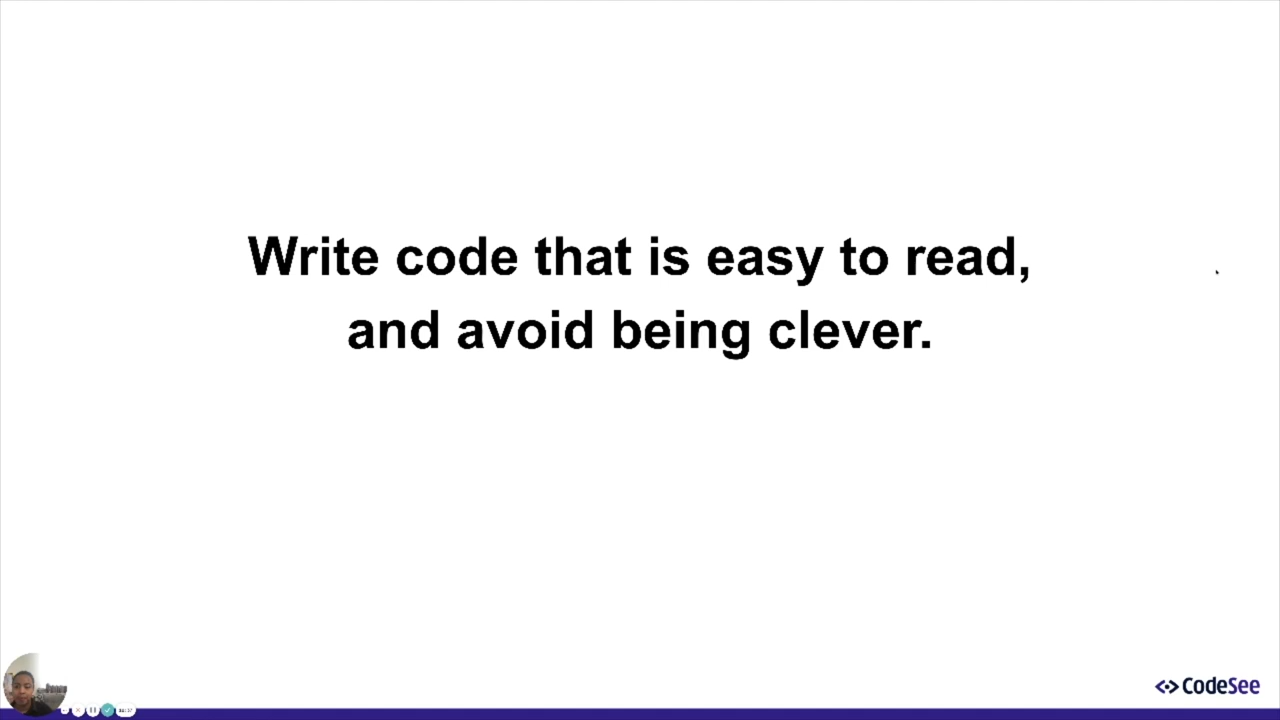 Write code that is easy to read,
and avoid being clever.
CodeSee